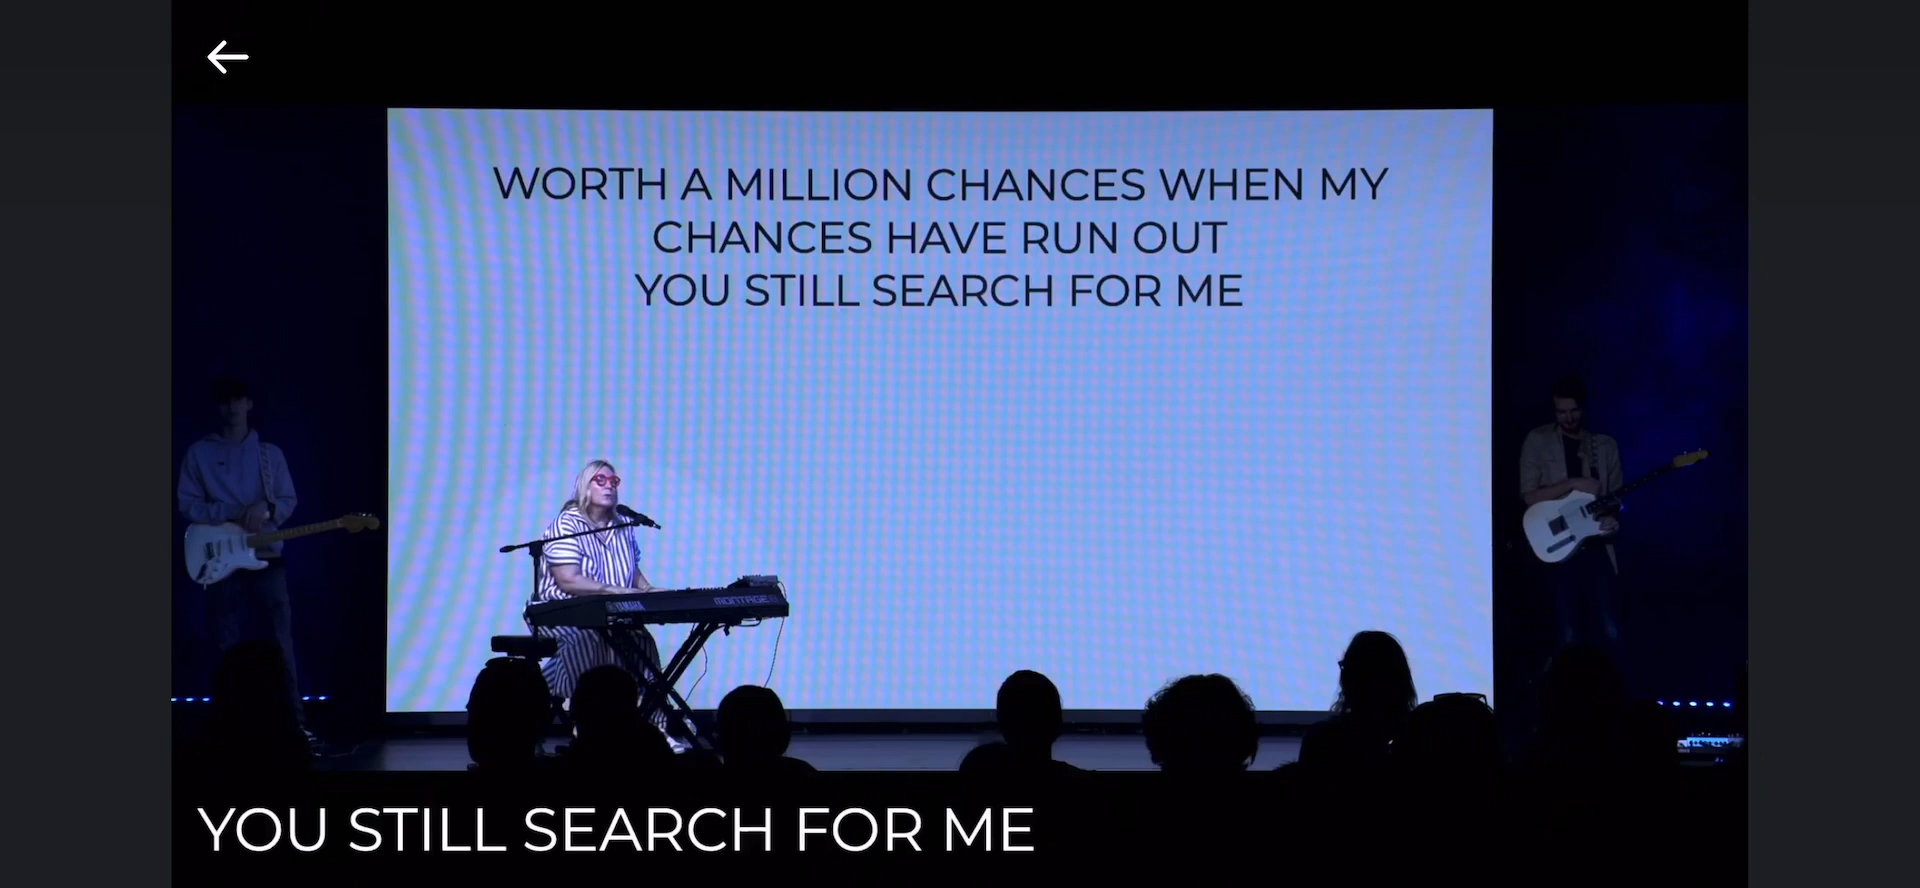 WORTH A MILLION CHANCES WHEN MY
CHANCES HAVE RUN OUT
YOU STILL SEARCH FOR ME
YAMAHA
MONTAGE
YOU STILL SEARCH FOR ME